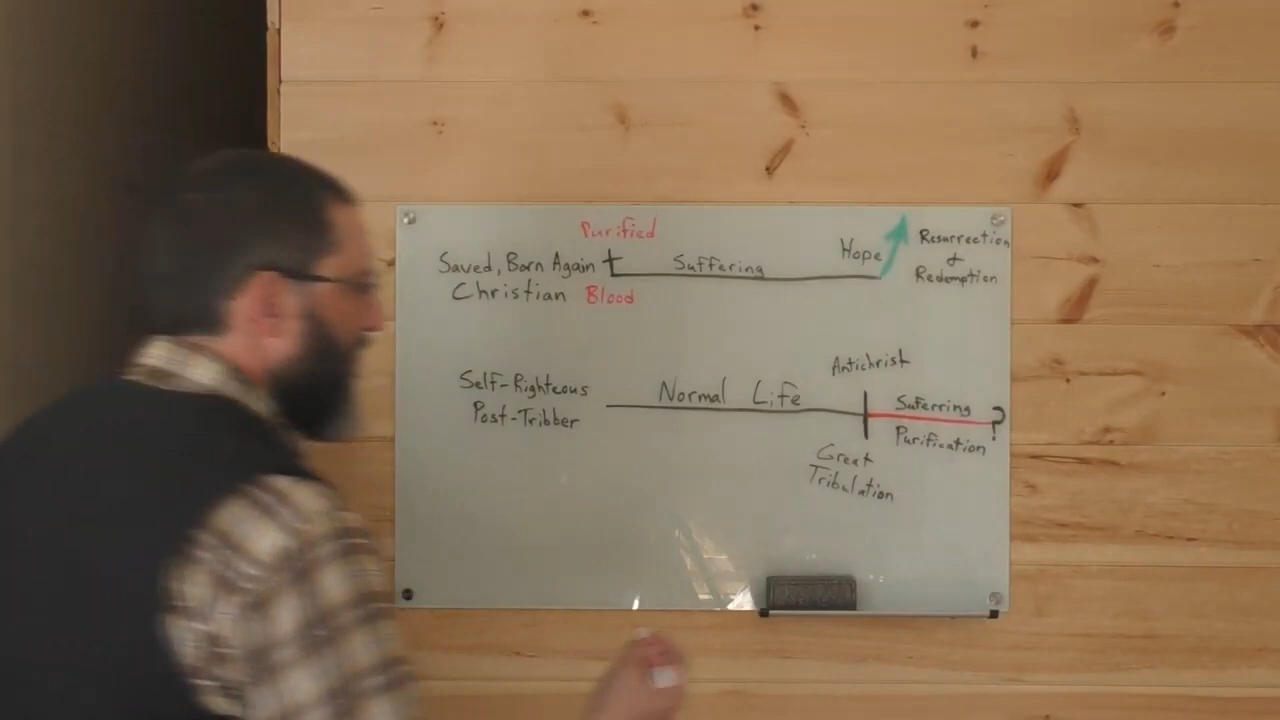 Purified
Saved, Born Again
Christian
Blood
Suffering
Hope
Resurrection
&
Redemption
Self-Righteous
Post-Tribber
Normal Life
Antichrist
Great
Tribulation
Suferring
Purification
?